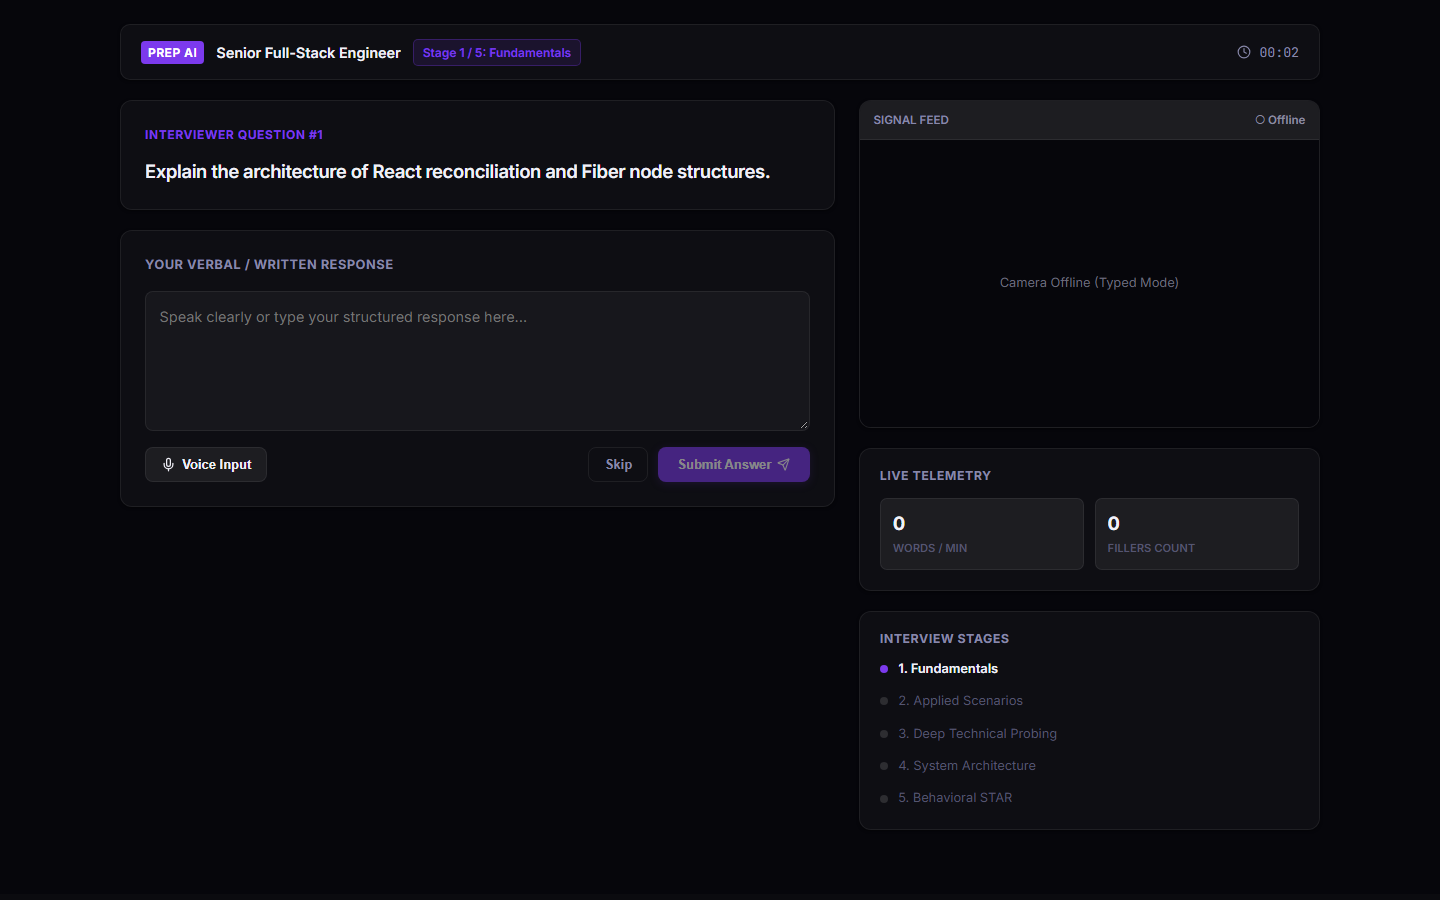 PREP AI Senior Full-Stack Engineer Stage 1 / 5: Fundamentals 00:02
INTERVIEWER QUESTION #1
Explain the architecture of React reconciliation and Fiber node structures.
YOUR VERBAL / WRITTEN RESPONSE
Speak clearly or type your structured response here...
Voice Input Skip Submit Answer
SIGNAL FEED Offline
Camera Offline (Typed Mode)
LIVE TELEMETRY
0 0
WORDS / MIN FILLERS COUNT
INTERVIEW STAGES
1. Fundamentals
2. Applied Scenarios
3. Deep Technical Probing
4. System Architecture
5. Behavioral STAR